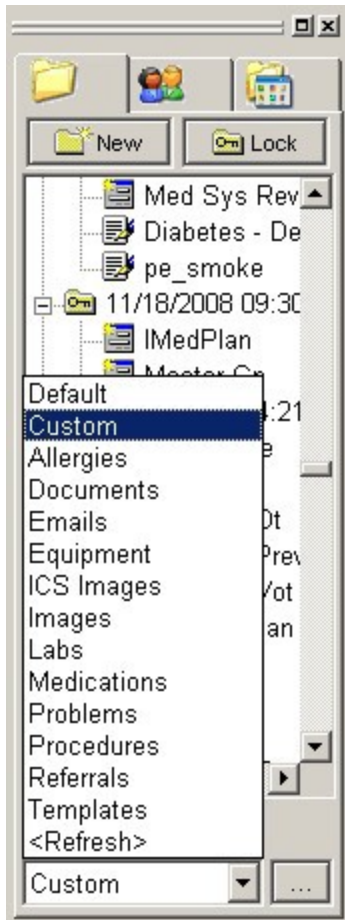 New Lock
Med Sys Rev
Diabetes - De
pe_smoke
11/18/2008 09:30
IMedPlan
Default
Custom
Allergies
Documents
Emails
Equipment
ICS Images
Images
Labs
Medications
Problems
Procedures
Referrals
Templates
<Refresh>
Custom ...